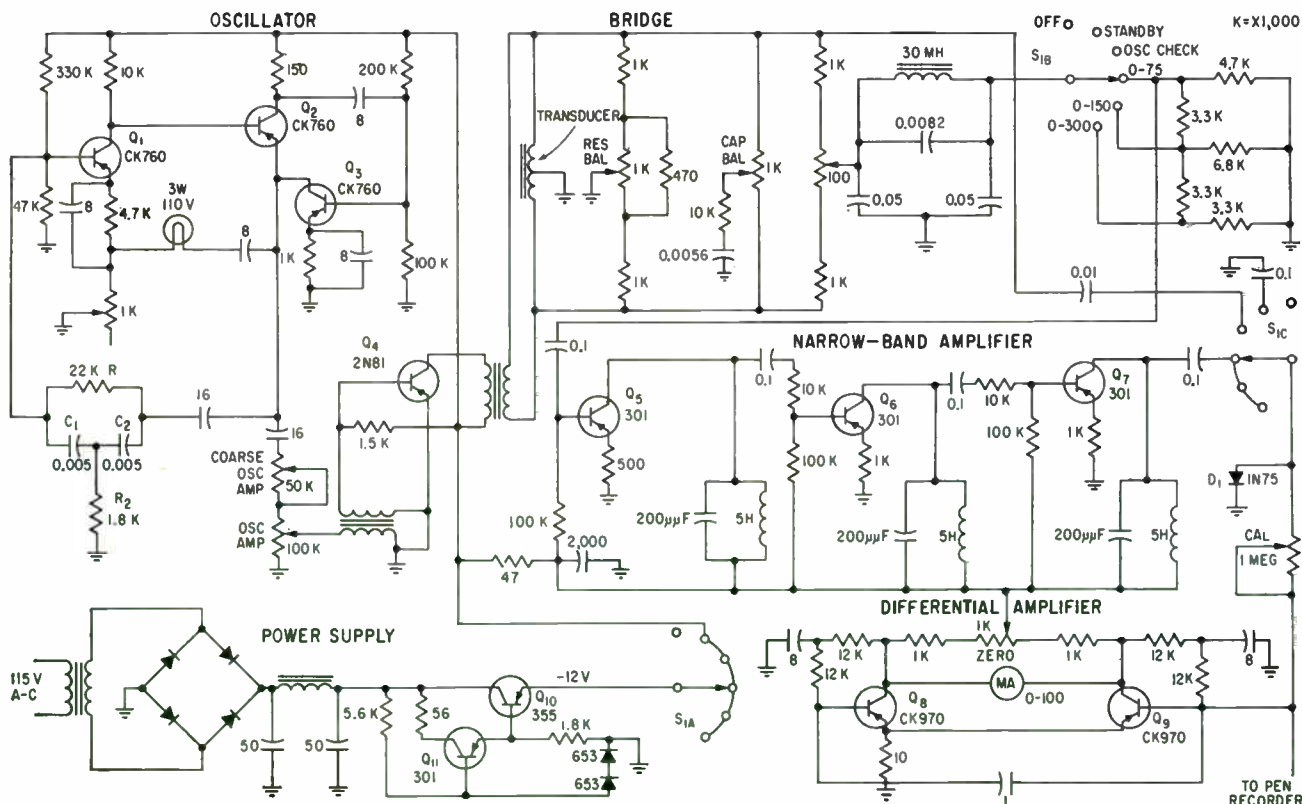 OSCILLATOR
BRIDGE
OFF
STANDBY
OSC CHECK
K=X1,000
330 K
10K
150
200 K
8
Q1
CK760
Q2
CK760
Q3
CK760
47 K
8
4.7 K
3W
110 V
8
1K
8
100 K
1K
TRANSDUCER
1K
RES
BAL
1K
470
1K
CAP
BAL
1K
10 K
0.0056
1K
100
1K
30 MH
0.0082
0.05
0.05
S1B
0-75
0-150
0-300
4.7K
3.3 K
6.8 K
3.3 K
3.3 K
0.01
0.1
S1C
22 K R
C1
C2
0.005
0.005
R2
1.8 K
16
16
COARSE
OSC
AMP
50 K
OSC
AMP
100 K
Q4
2N81
1.5 K
NARROW-BAND AMPLIFIER
0.1
Q5
301
500
100 K
200μμF
5H
0.1
10 K
100 K
Q6
301
1K
200μμF
5H
0.1
10 K
100 K
Q7
301
1K
200μμF
5H
0.1
D1
1N75
CAL
1 MEG
47
2,000
POWER SUPPLY
115V
A-C
50
50
5.6 K
56
Q10
355
Q11
301
1.8 K
653
653
-12 V
S1A
DIFFERENTIAL AMPLIFIER
8
12 K
12 K
1K
1K
ZERO
1K
12 K
12K
8
MA
0-100
Q8
CK970
Q9
CK970
10
1
TO PEN
RECORDER